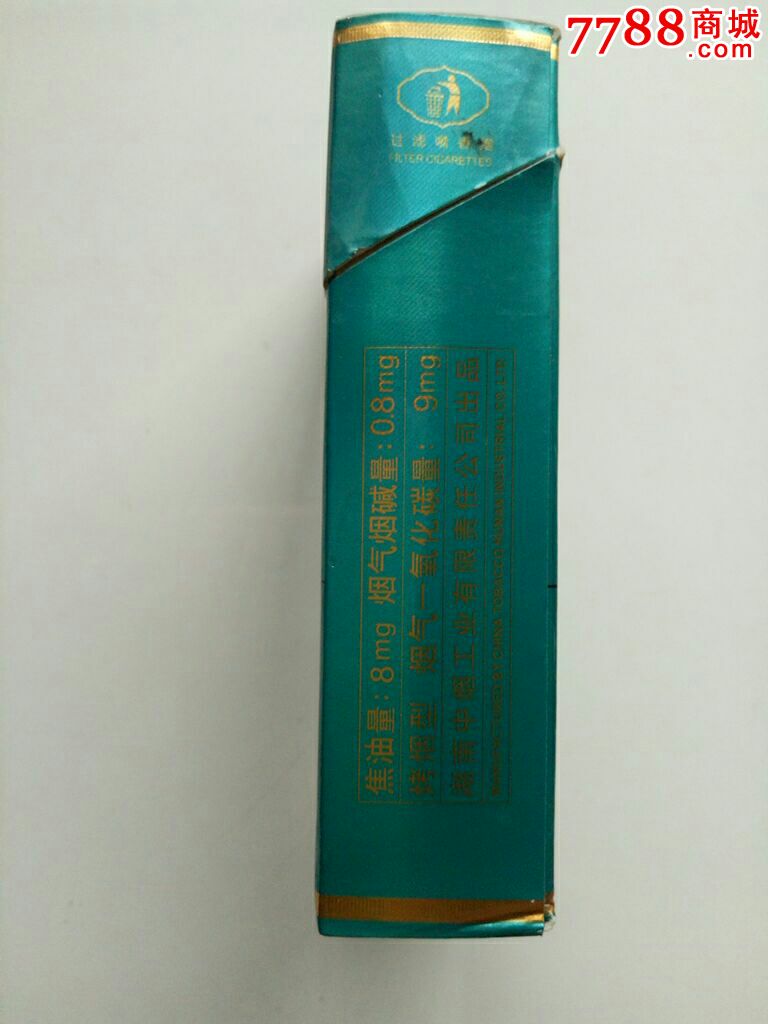 7788商城
.com
过滤嘴香烟
FILTER CIGARETTES
焦油量:8mg 烟气烟碱量:0.8mg
烤烟型 烟气一氧化碳量: 9mg
湖南中烟工业有限责任公司出品
MANUFACTURED BY CHINA TOBACCO HUNAN INDUSTRIAL CO.,LTD.